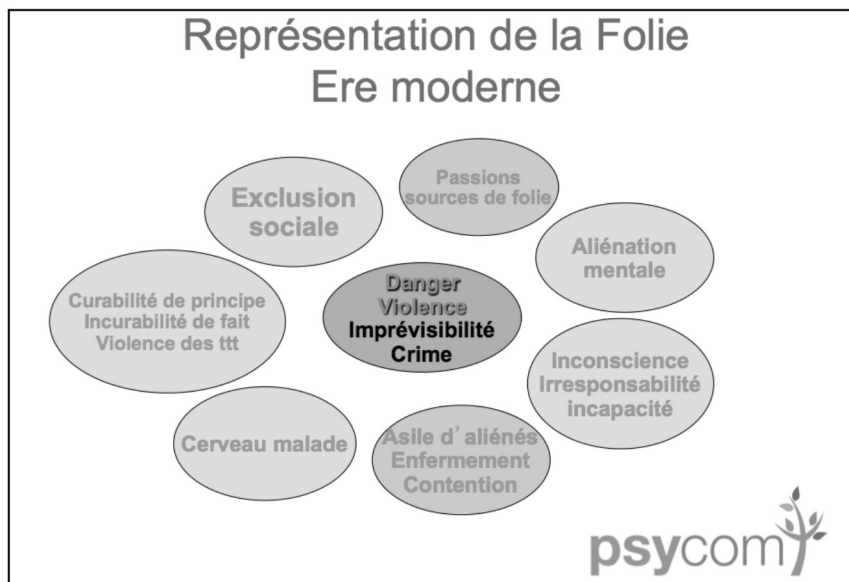 Représentation de la Folie
Ere moderne
Passions
sources de folie
Exclusion
sociale
Aliénation
mentale
Danger
Violence
Imprévisibilité
Crime
Curabilité de principe
Incurabilité de fait
Violence des ttt
Inconscience
Irresponsabilité
incapacité
Cerveau malade
Asile d’aliénés
Enfermement
Contention
psycom